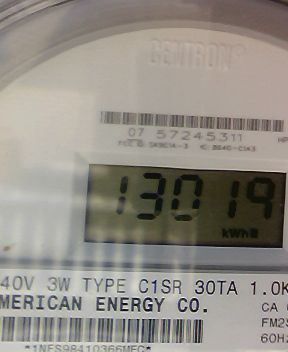 CENTRON®
07 57245311
13019
kWh
40V 3W TYPE C1SR 30TA 1.0K
MERICAN ENERGY CO. CA
FM2S
60HZ